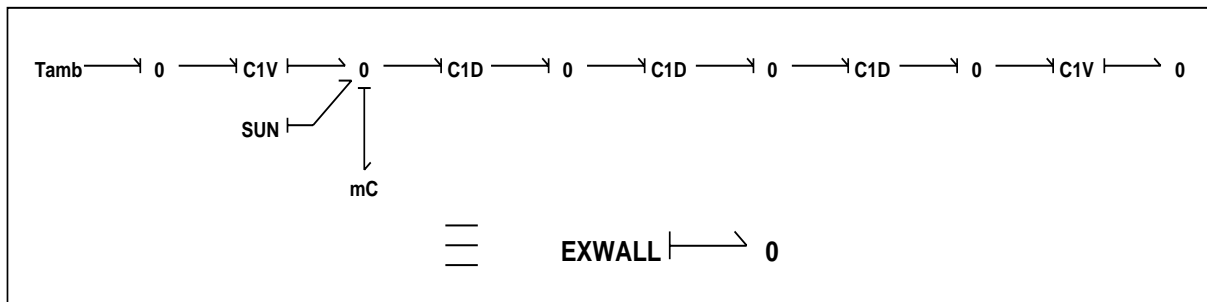 Tamb 0 C1V 0 C1D 0 C1D 0 C1D 0 C1V 0
SUN
mC
EXWALL 0